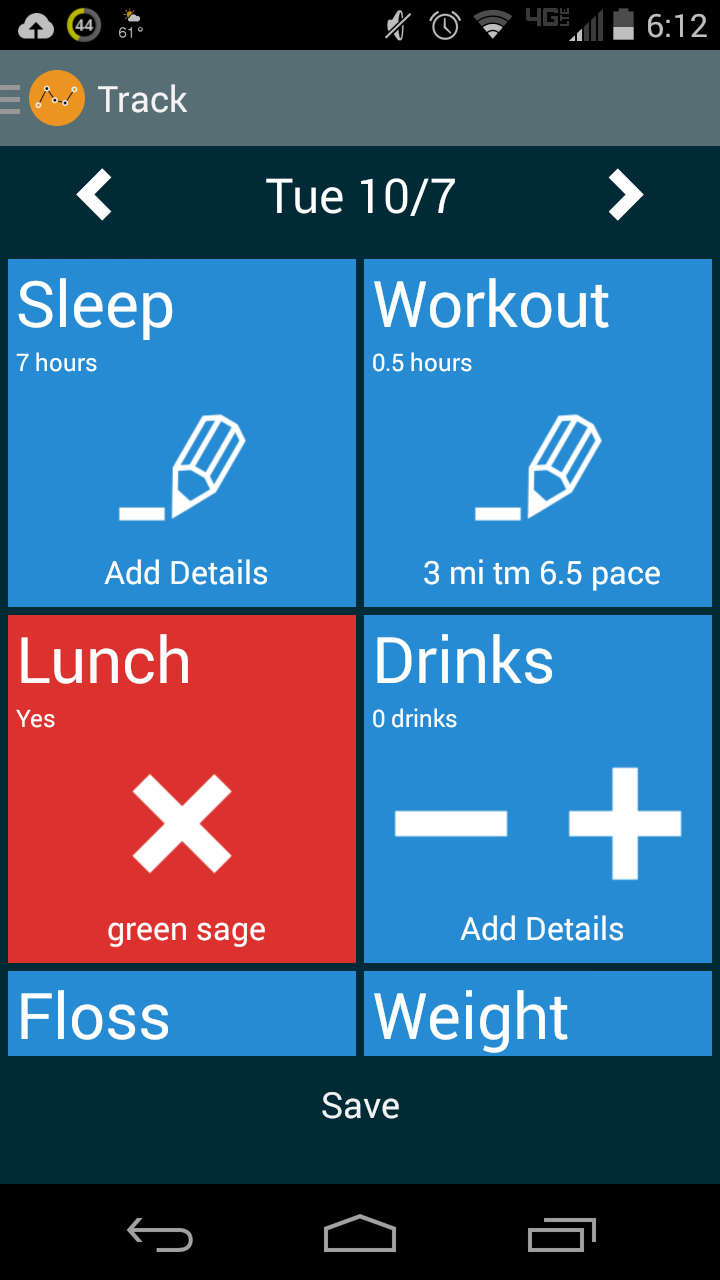 44
61°
4G LTE
6:12
Track
Tue 10/7
Sleep
7 hours
Add Details
Workout
0.5 hours
3 mi tm 6.5 pace
Lunch
Yes
green sage
Drinks
0 drinks
Add Details
Floss
Weight
Save